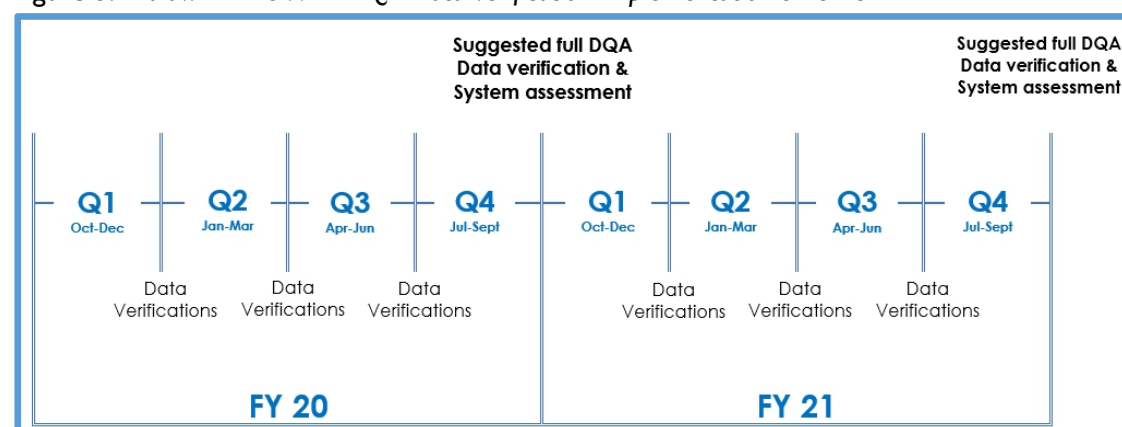 Suggested full DQA
Data verification &
System assessment
Suggested full DQA
Data verification &
System assessment
Q1
Oct-Dec
Q2
Jan-Mar
Q3
Apr-Jun
Q4
Jul-Sept
Q1
Oct-Dec
Q2
Jan-Mar
Q3
Apr-Jun
Q4
Jul-Sept
Data
Verifications
Data
Verifications
Data
Verifications
Data
Verifications
Data
Verifications
Data
Verifications
FY 20
FY 21